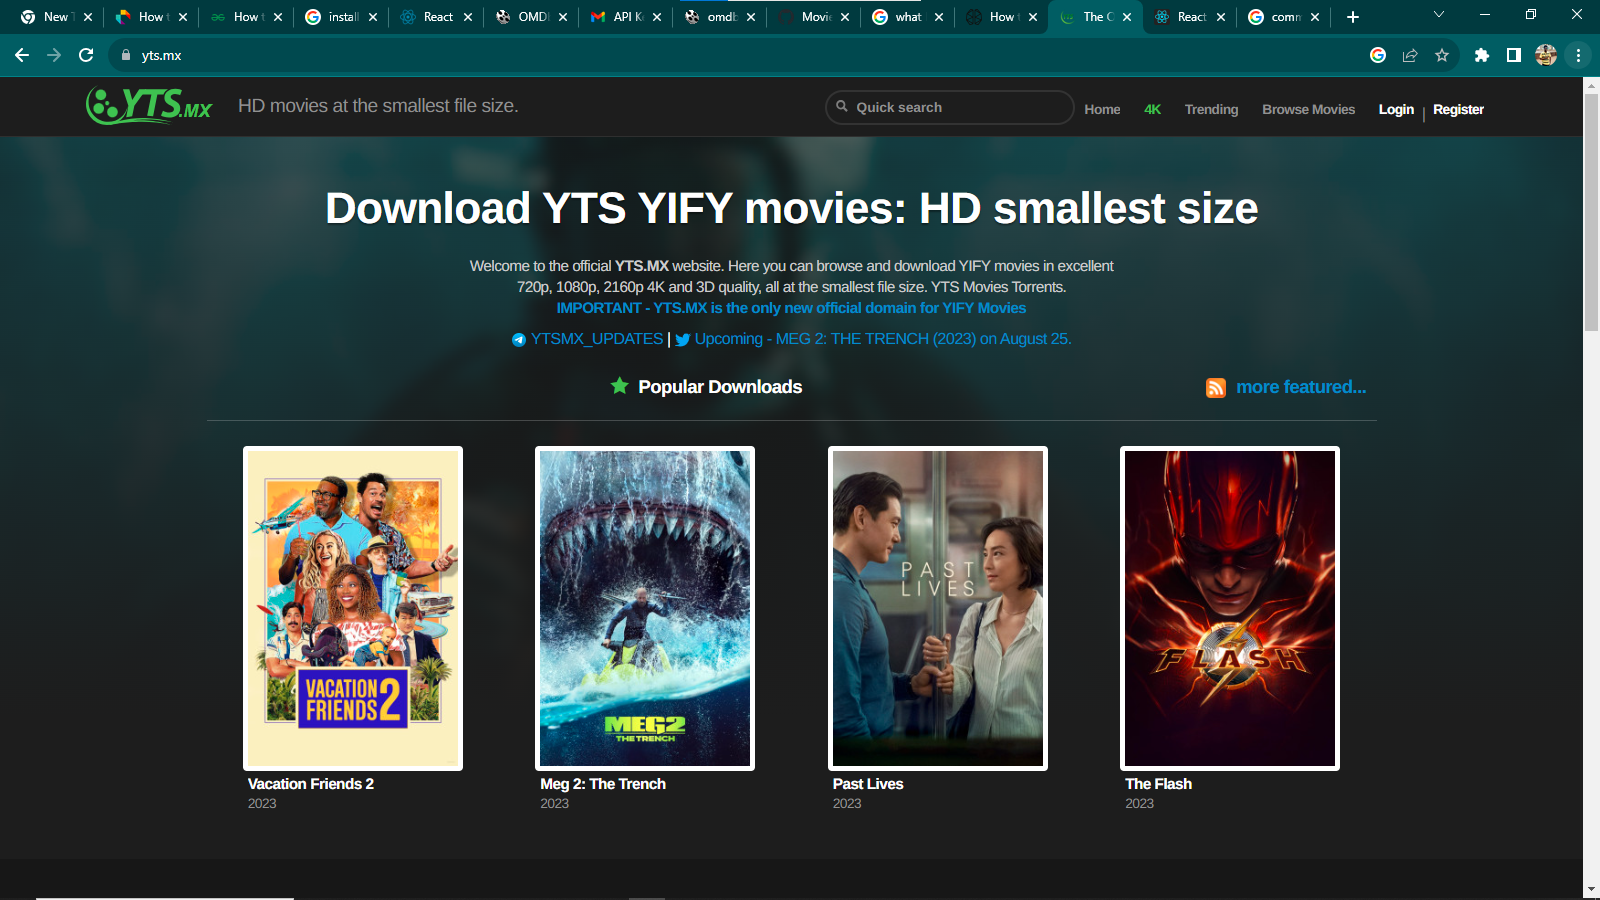 New T
How t
How t
install
React
OMDI
API Ke
omdb
Movie
what
How t
The O
React
comm
yts.mx
YTS.MX
HD movies at the smallest file size.
Quick search
Home
4K
Trending
Browse Movies
Login | Register
Download YTS YIFY movies: HD smallest size
Welcome to the official YTS.MX website. Here you can browse and download YIFY movies in excellent
720p, 1080p, 2160p 4K and 3D quality, all at the smallest file size. YTS Movies Torrents.
IMPORTANT - YTS.MX is the only new official domain for YIFY Movies
YTSMX_UPDATES | Upcoming - MEG 2: THE TRENCH (2023) on August 25.
Popular Downloads
more featured...
VACATION
FRIENDS 2
MEG2
THE TRENCH
PAST
LIVES
FLASH
Vacation Friends 2
2023
Meg 2: The Trench
2023
Past Lives
2023
The Flash
2023